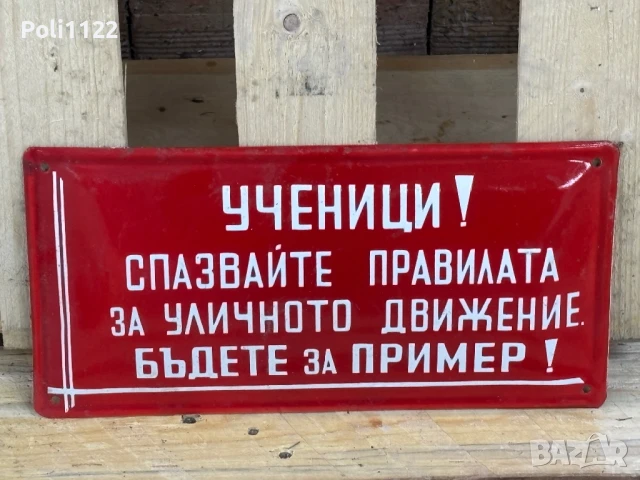 Poli1122
УЧЕНИЦИ!
СПАЗВАЙТЕ ПРАВИЛАТА
ЗА УЛИЧНОТО ДВИЖЕНИЕ.
БЪДЕТЕ ЗА ПРИМЕР!
BAZAR